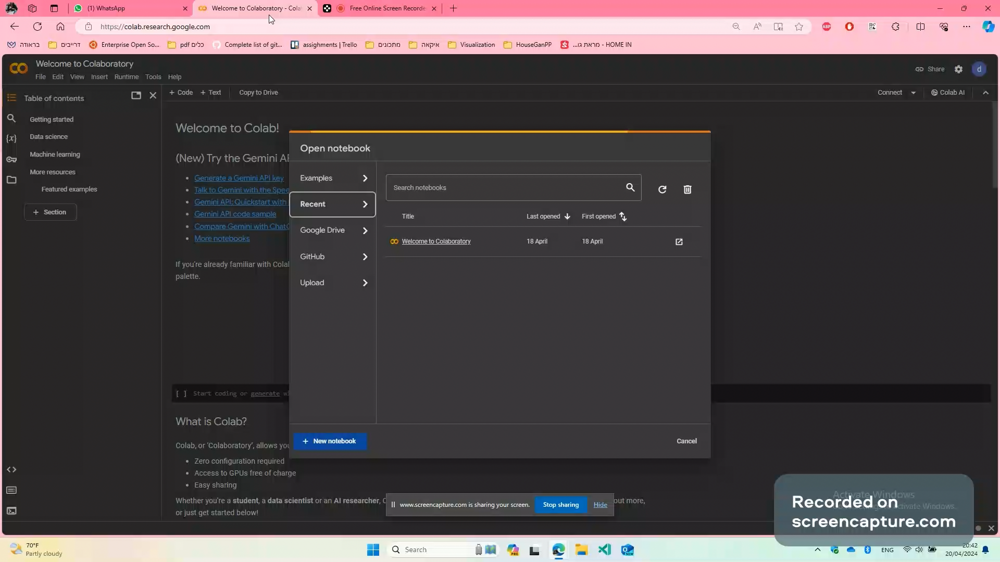 (1) WhatsApp
Welcome to Colaboratory - Cola
Free Online Screen Recorde
https://colab.research.google.com
בראודה
דרייבים
Enterprise Open So...
כלים pdf
Complete list of git...
assighments | Trello
מתכונים
איקאה
Visualization
HouseGanPP
מראת גו... - HOME IN
ABP
CO
Welcome to Colaboratory
File Edit View Insert Runtime Tools Help
Share
d
Table of contents
+ Code + Text
Copy to Drive
Connect
Colab AI
Getting started
Data science
Machine learning
More resources
Featured examples
+ Section
{x}
Welcome to Colab!
(New) Try the Gemini AP
Generate a Gemini API key
Talk to Gemini with the Spee
Gemini API: Quickstart with
Gemini API code sample
Compare Gemini with ChatG
More notebooks
If you're already familiar with Colal
palette.
[ ] Start coding or generate wi
What is Colab?
Colab, or 'Colaboratory', allows you
Zero configuration required
Access to GPUs free of charge
Easy sharing
Whether you're a student, a data scientist or an AI researcher, C
out more,
or just get started below!
Open notebook
Examples
Recent
Google Drive
GitHub
Upload
Search notebooks
Title
Last opened
First opened
Welcome to Colaboratory
18 April
18 April
+ New notebook
Cancel
www.screencapture.com is sharing your screen.
Stop sharing
Hide
Activate Windows
Recorded on
screencapture.com
70°F
Partly cloudy
Search
PRE
NEW
ENG
20:42
20/04/2024